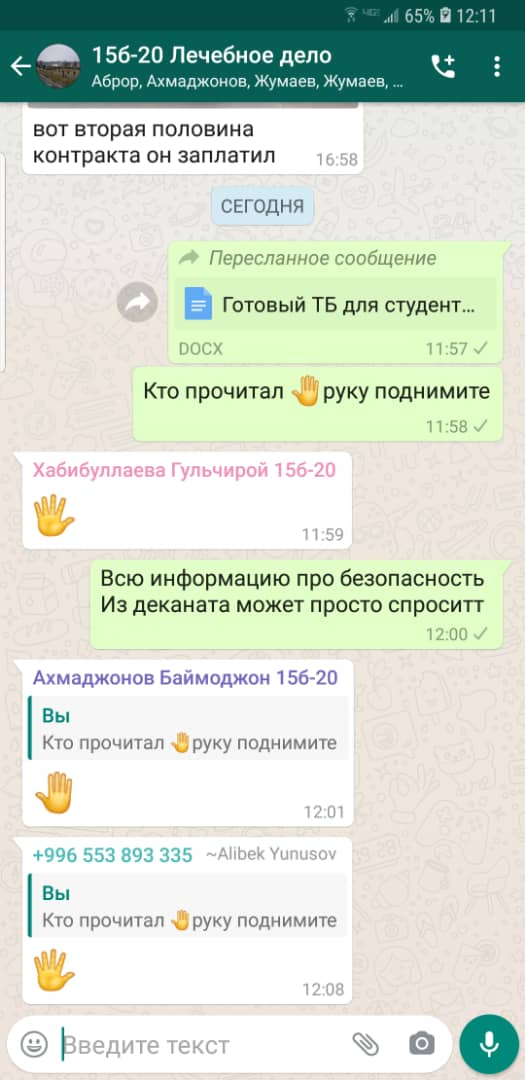 65% 12:11
156-20 Лечебное дело
Аброр, Ахмаджонов, Жумаев, Жумаев, ...
вот вторая половина
контракта он заплатил 16:58
СЕГОДНЯ
Пересланное сообщение
Готовый ТБ для студент...
DOCX 11:57
Кто прочитал 🤚руку поднимите
11:58
Хабибуллаева Гульчирой 156-20
🖐
11:59
Всю информацию про безопасность
Из деканата может просто спроситт
12:00
Ахмаджонов Баймоджон 156-20
Вы
Кто прочитал 🤚руку поднимите
🤚
12:01
+996 553 893 335 ~Alibek Yunusov
Вы
Кто прочитал 🤚руку поднимите
🖐
12:08
Введите текст